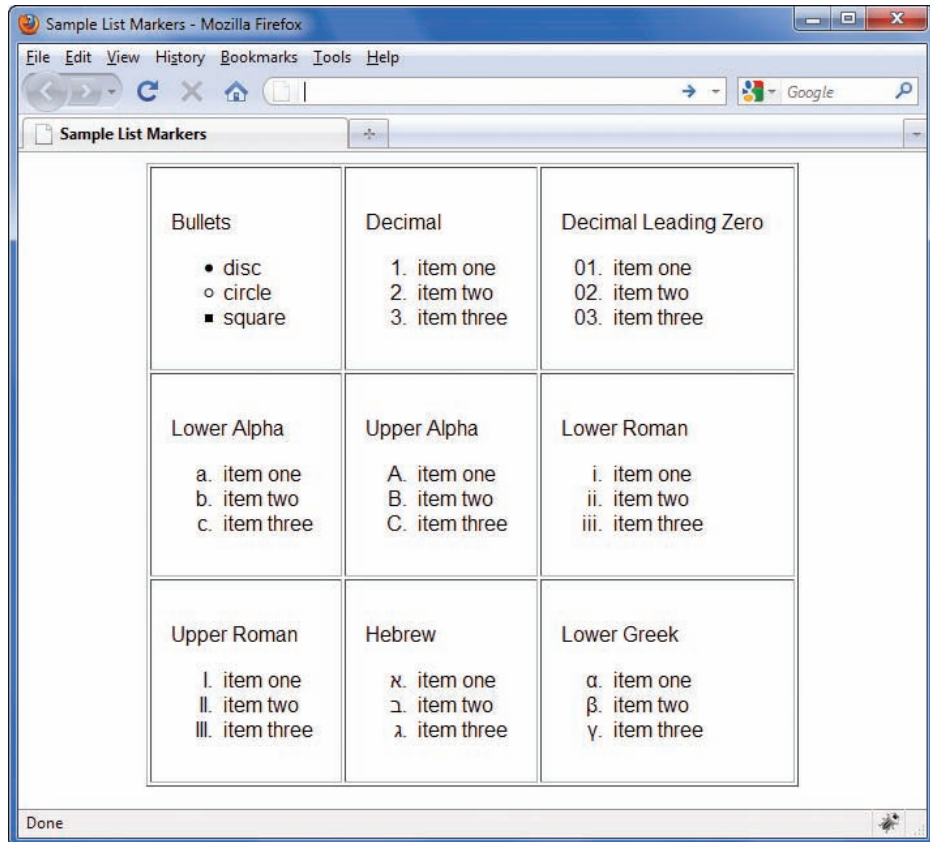 Sample List Markers - Mozilla Firefox
File Edit View History Bookmarks Tools Help
Google
Sample List Markers
Bullets
• disc
○ circle
■ square
Decimal
1. item one
2. item two
3. item three
Decimal Leading Zero
01. item one
02. item two
03. item three
Lower Alpha
a. item one
b. item two
c. item three
Upper Alpha
A. item one
B. item two
C. item three
Lower Roman
i. item one
ii. item two
iii. item three
Upper Roman
I. item one
II. item two
III. item three
Hebrew
א. item one
ב. item two
ג. item three
Lower Greek
α. item one
β. item two
γ. item three
Done